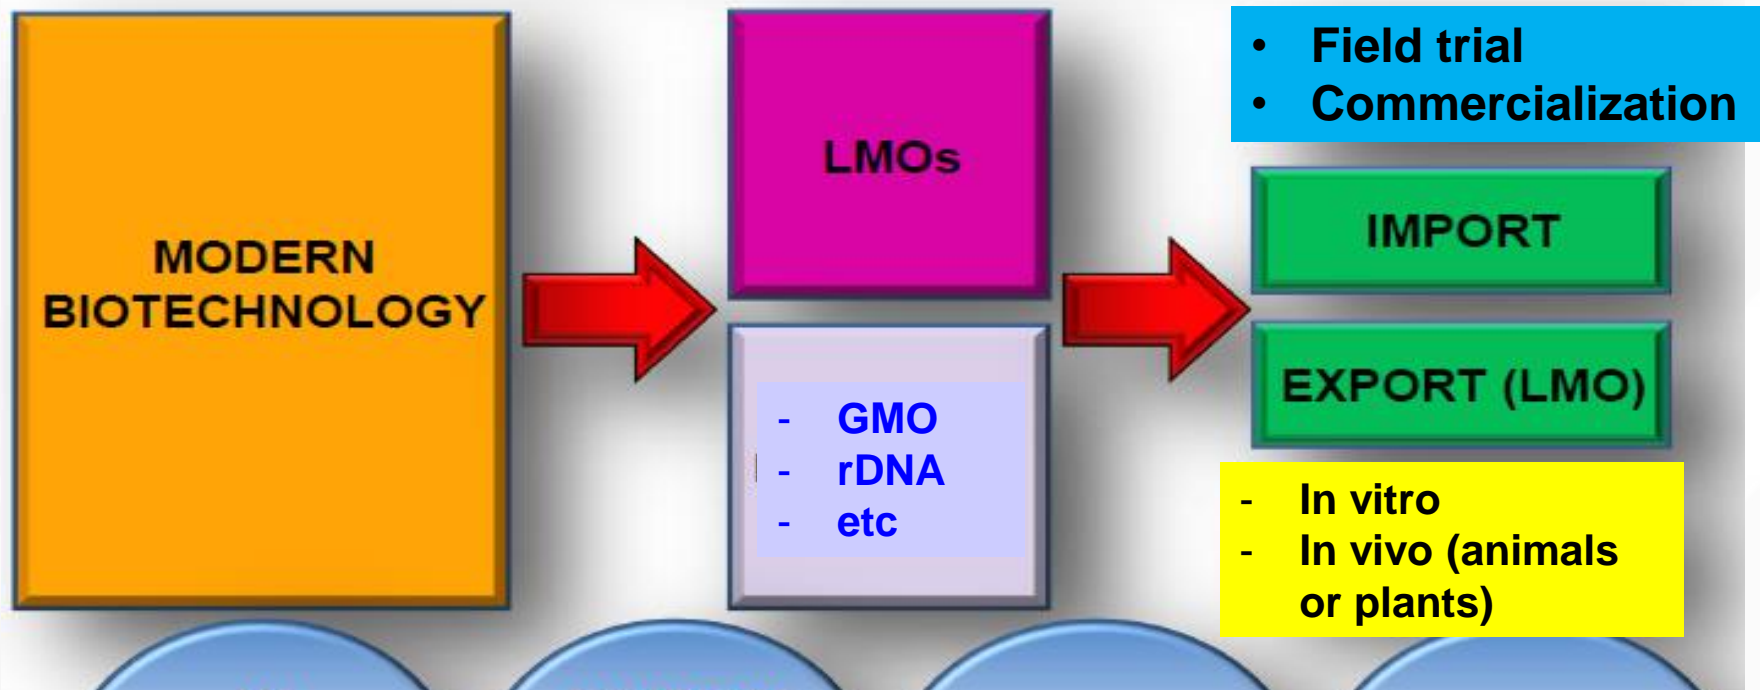 MODERN
BIOTECHNOLOGY
LMOs
- GMO
- rDNA
- etc
• Field trial
• Commercialization
IMPORT
EXPORT (LMO)
- In vitro
- In vivo (animals
or plants)